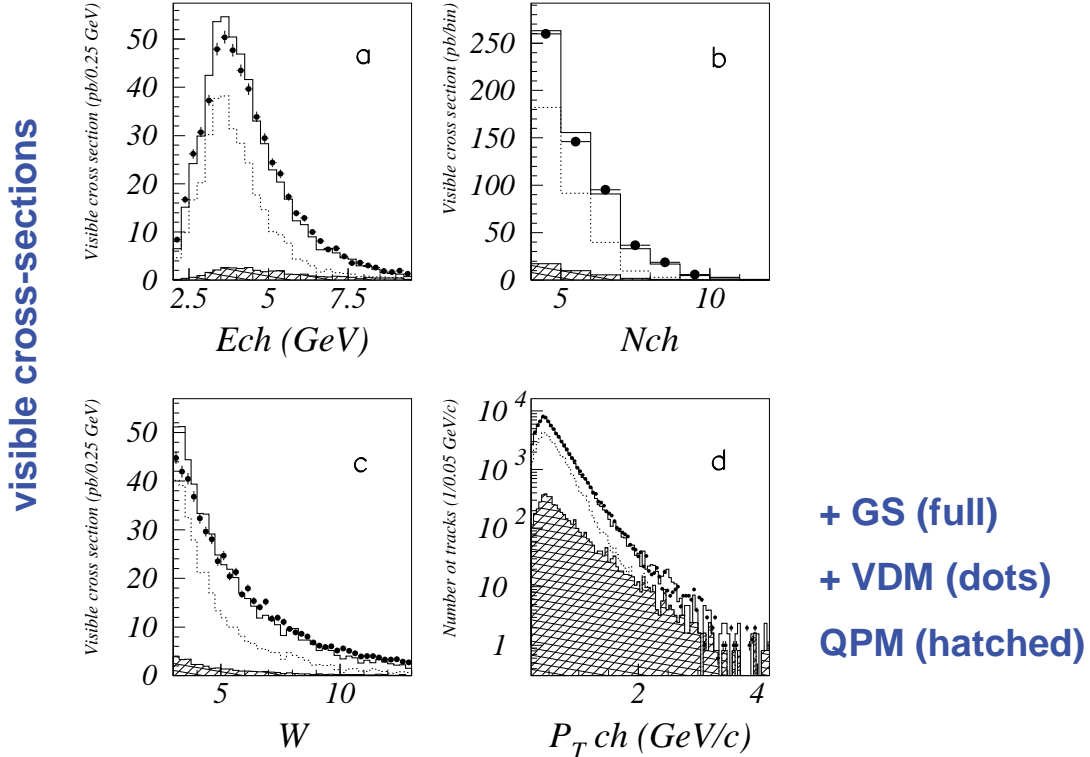 visible cross-sections
Visible cross section (pb/0.25 GeV)
50
40
30
20
10
0
a
2.5
5
7.5
Ech (GeV)
Visible cross section (pb/bin)
250
200
150
100
50
0
b
5
10
Nch
Visible cross section (pb/0.25 GeV)
50
40
30
20
10
0
c
5
10
W
Number ot tracks (1/0.05 GeV/c)
10 4
10 3
10 2
10
1
d
2
4
P T ch (GeV/c)
+ GS (full)
+ VDM (dots)
QPM (hatched)